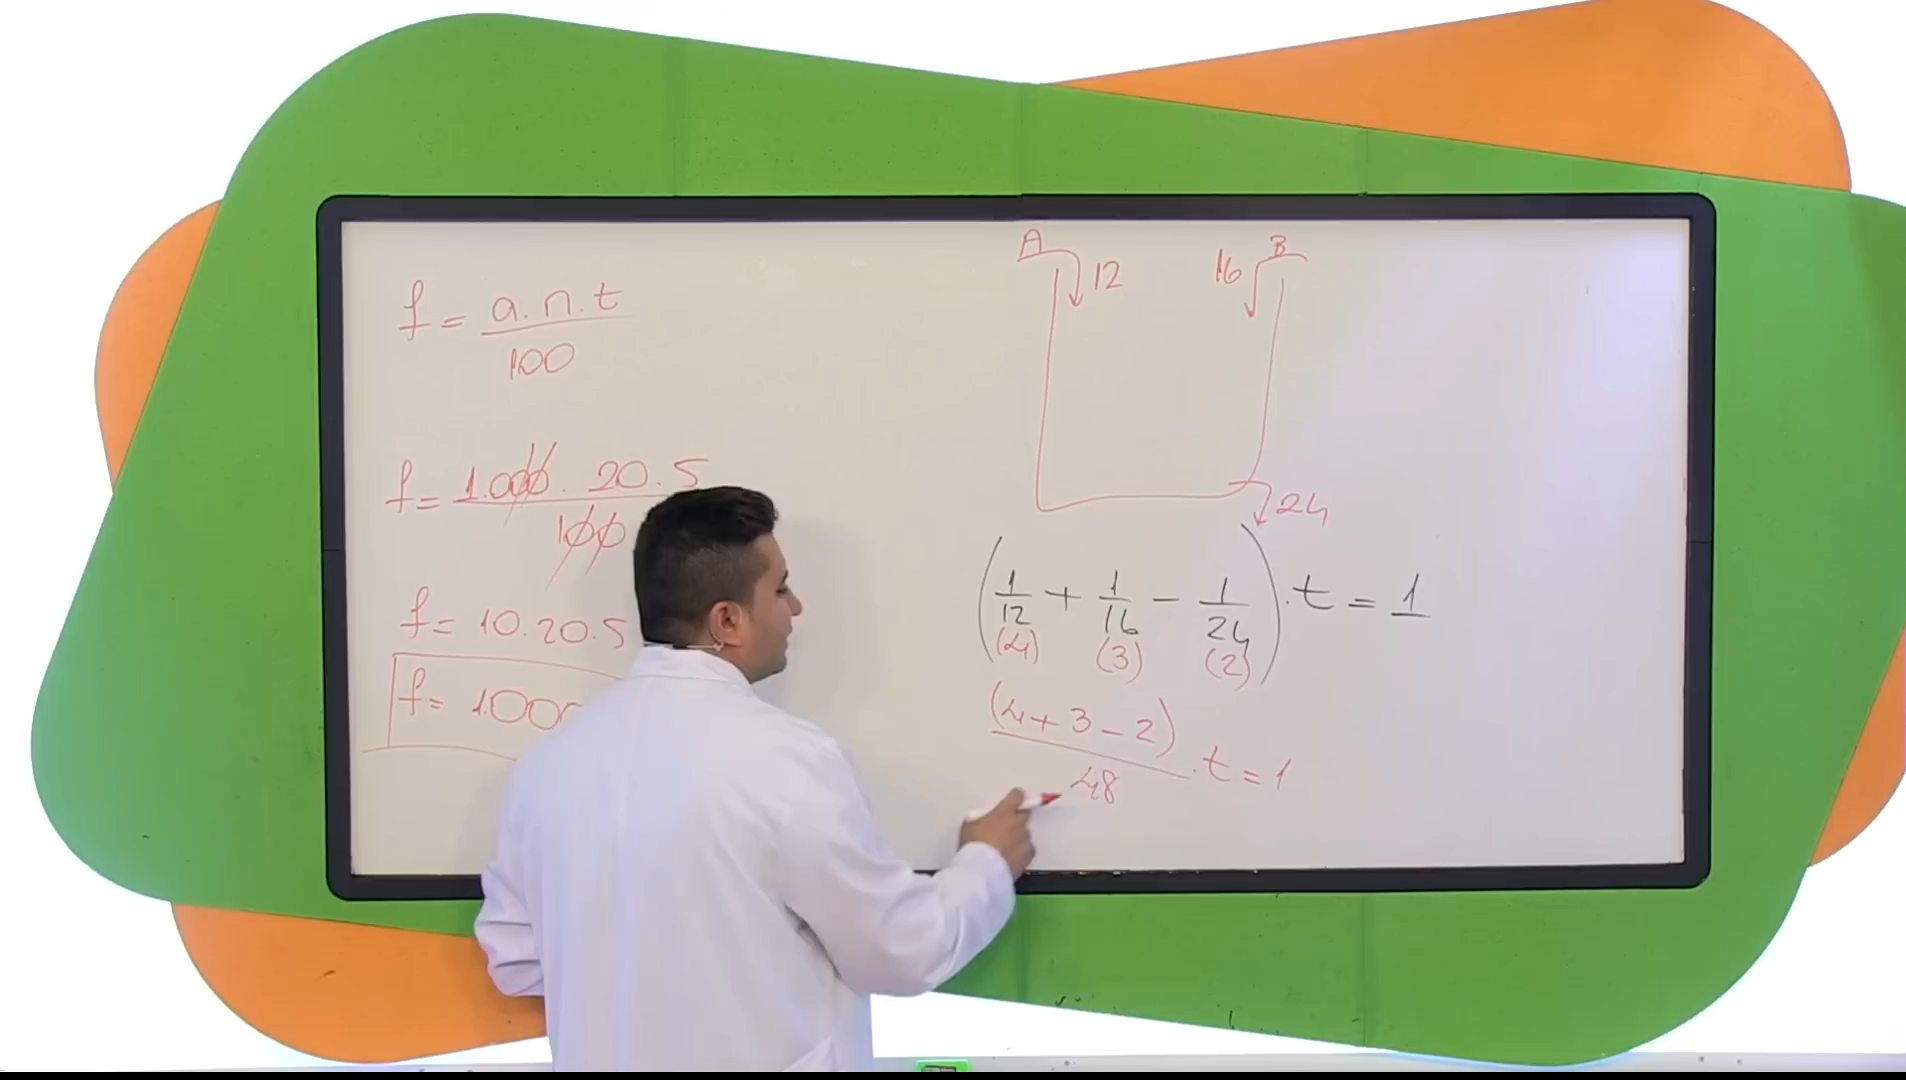 f = a.n.t / 100
f = 1.000. 20.5 / 100
f = 10.20.5
f = 1.000
A 12
16 B
24
(1/12 + 1/16 - 1/24).t = 1
(4) (3) (2)
(4+3-2) / 48 .t = 1